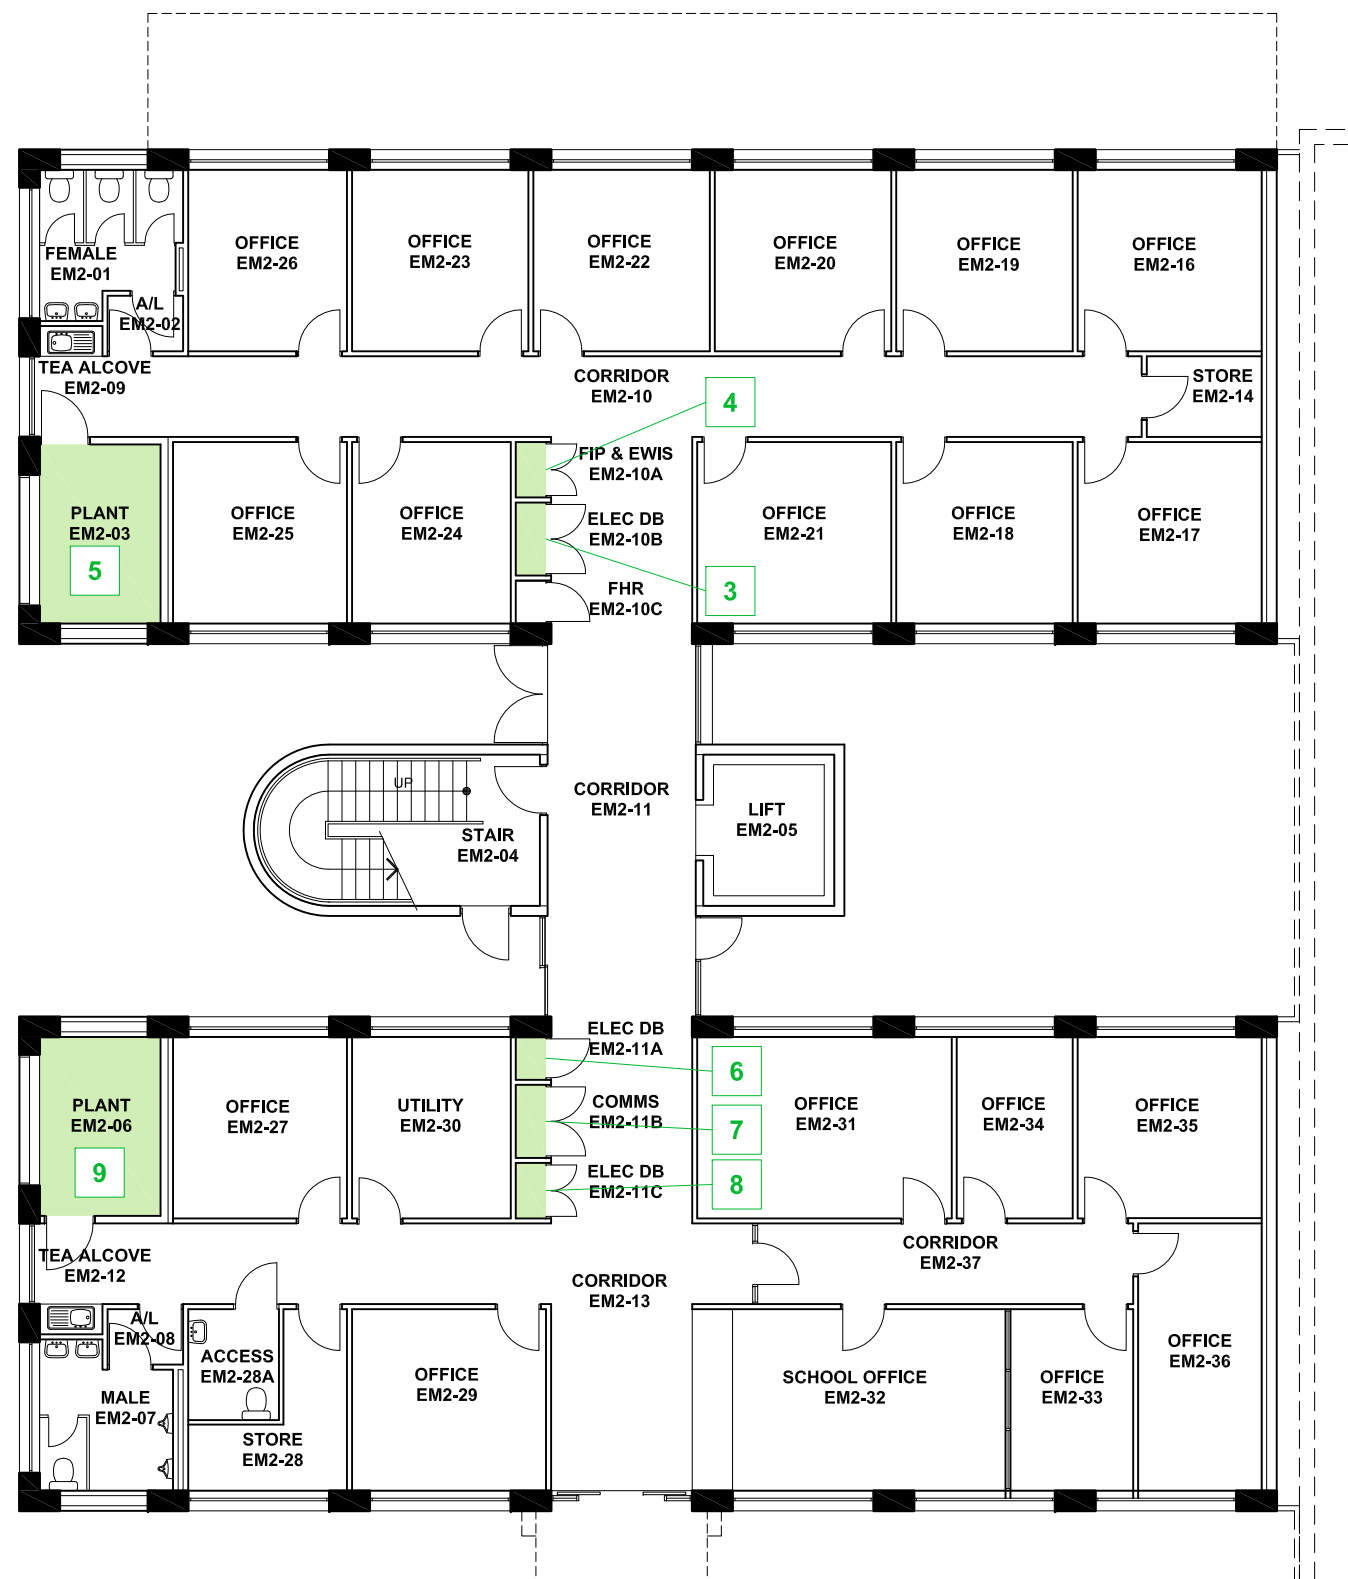 OFFICE
EM2-26
OFFICE
EM2-23
OFFICE
EM2-22
OFFICE
EM2-20
OFFICE
EM2-19
OFFICE
EM2-16
FEMALE
EM2-01
A/L
EM2-02
TEA ALCOVE
EM2-09
CORRIDOR
EM2-10
STORE
EM2-14
4
FIP & EWIS
EM2-10A
PLANT
EM2-03
5
OFFICE
EM2-25
OFFICE
EM2-24
ELEC DB
EM2-10B
OFFICE
EM2-21
OFFICE
EM2-18
OFFICE
EM2-17
FHR
EM2-10C
3
UP
STAIR
EM2-04
CORRIDOR
EM2-11
LIFT
EM2-05
ELEC DB
EM2-11A
6
PLANT
EM2-06
9
OFFICE
EM2-27
UTILITY
EM2-30
COMMS
EM2-11B
7
OFFICE
EM2-31
OFFICE
EM2-34
OFFICE
EM2-35
ELEC DB
EM2-11C
8
TEA ALCOVE
EM2-12
CORRIDOR
EM2-13
CORRIDOR
EM2-37
A/L
EM2-08
ACCESS
EM2-28A
OFFICE
EM2-29
SCHOOL OFFICE
EM2-32
OFFICE
EM2-33
OFFICE
EM2-36
MALE
EM2-07
STORE
EM2-28